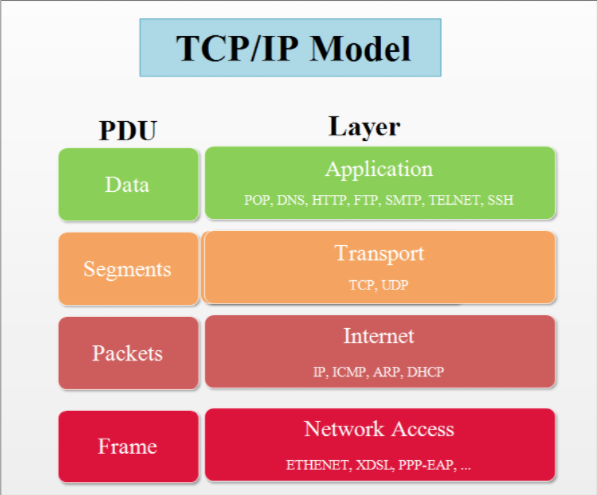 TCP/IP Model
PDU
Layer
Data
Application
POP, DNS, HTTP, FTP, SMTP, TELNET, SSH
Segments
Transport
TCP, UDP
Packets
Internet
IP, ICMP, ARP, DHCP
Frame
Network Access
ETHENET, XDSL, PPP-EAP, ...